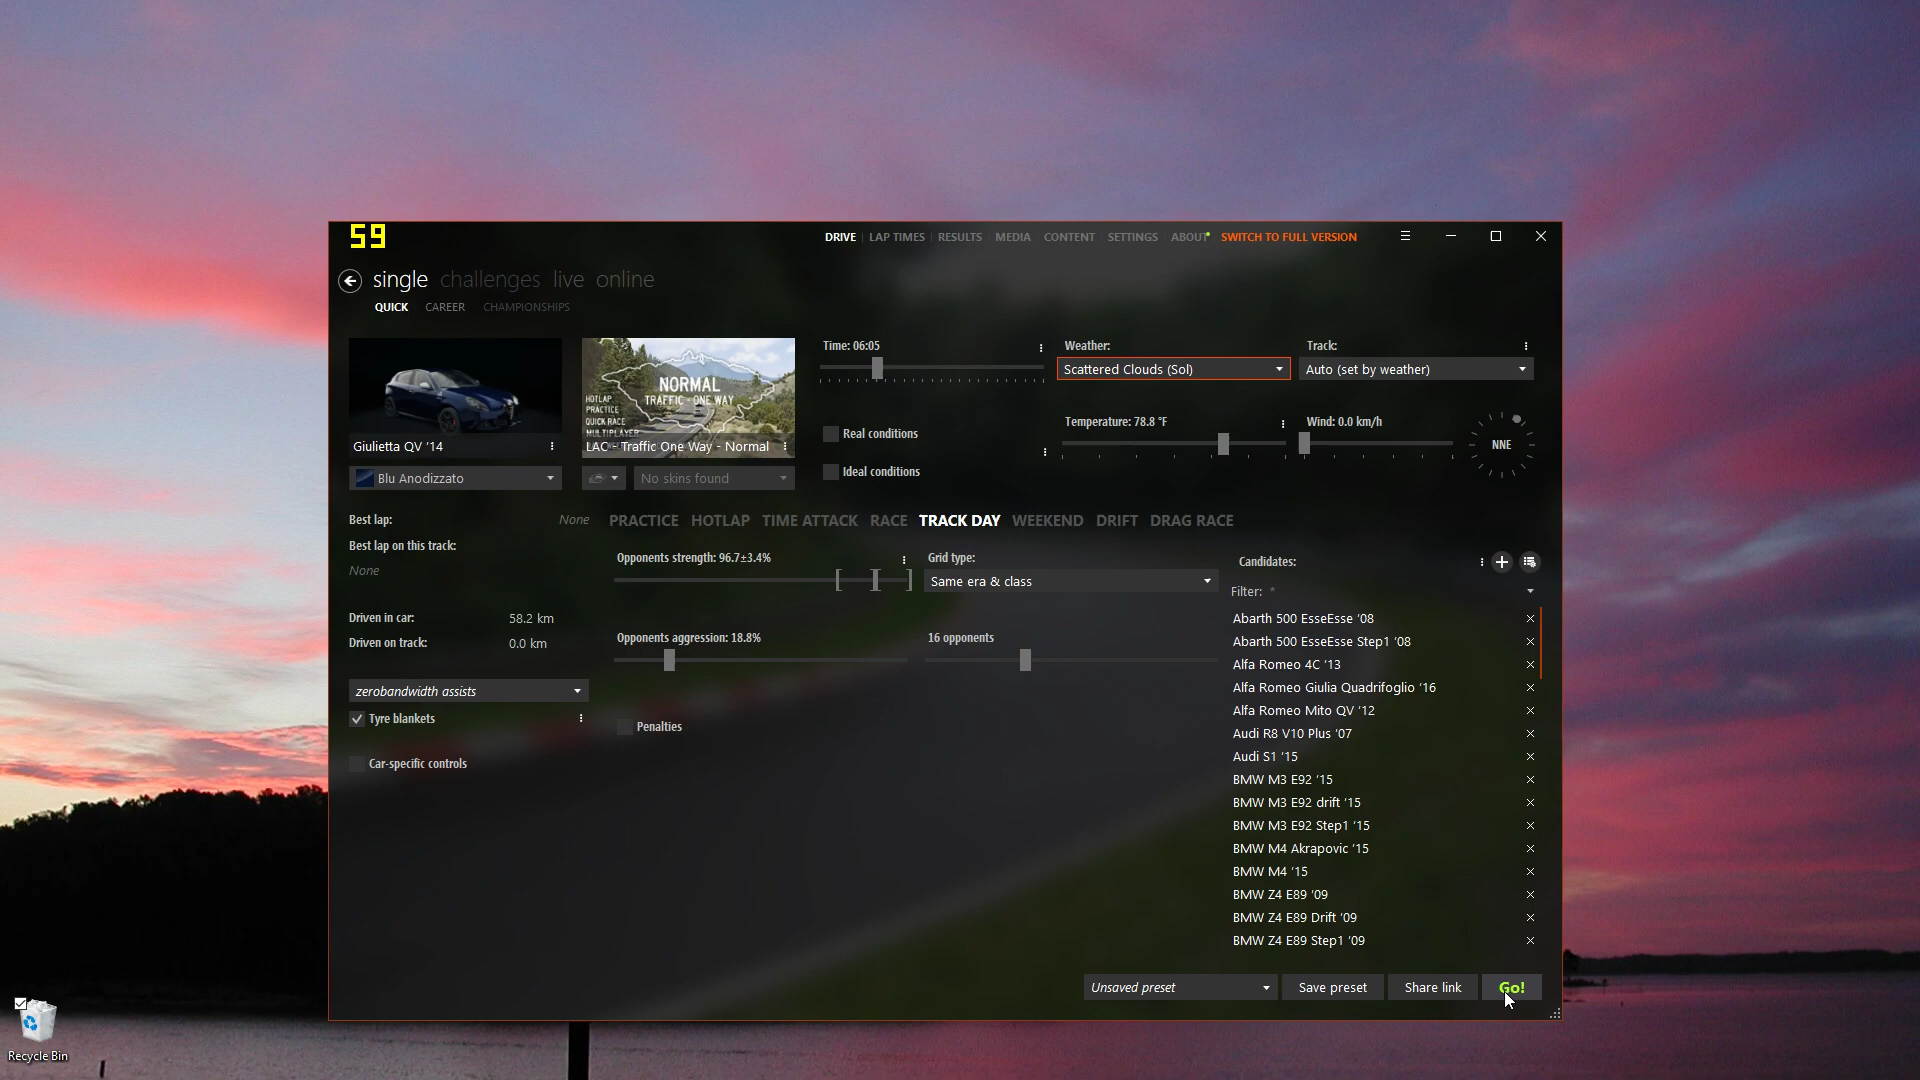 59
DRIVE
LAP TIMES
RESULTS
MEDIA
CONTENT
SETTINGS
ABOUT
SWITCH TO FULL VERSION
single challenges live online
QUICK CAREER CHAMPIONSHIPS
NORMAL
TRAFFIC - ONE WAY
HOTLAP
PRACTICE
QUICK RACE
MULTIPLAYER
Giulietta QV '14
LAC - Traffic One Way - Normal
Blu Anodizzato
No skins found
Time: 06:05
Weather:
Scattered Clouds (Sol)
Track:
Auto (set by weather)
Real conditions
Ideal conditions
Temperature: 78.8 °F
Wind: 0.0 km/h
NNE
Best lap: None
Best lap on this track:
None
Driven in car: 58.2 km
Driven on track: 0.0 km
zerobandwidth assists
Tyre blankets
Car-specific controls
PRACTICE HOTLAP TIME ATTACK RACE TRACK DAY WEEKEND DRIFT DRAG RACE
Opponents strength: 96.7±3.4%
Grid type:
Same era & class
Opponents aggression: 18.8%
16 opponents
Penalties
Candidates:
Filter: *
Abarth 500 EsseEsse '08
Abarth 500 EsseEsse Step1 '08
Alfa Romeo 4C '13
Alfa Romeo Giulia Quadrifoglio '16
Alfa Romeo Mito QV '12
Audi R8 V10 Plus '07
Audi S1 '15
BMW M3 E92 '15
BMW M3 E92 drift '15
BMW M3 E92 Step1 '15
BMW M4 Akrapovic '15
BMW M4 '15
BMW Z4 E89 '09
BMW Z4 E89 Drift '09
BMW Z4 E89 Step1 '09
Unsaved preset
Save preset
Share link
Go!
Recycle Bin